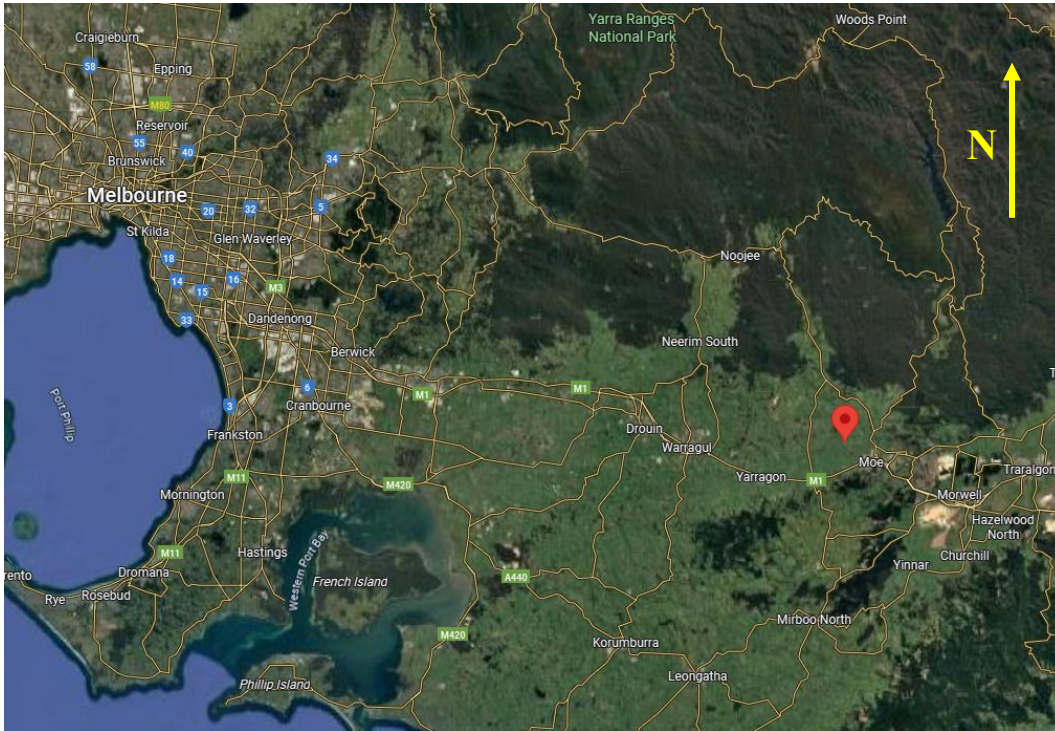 Yarra Ranges
National Park
Woods Point
Craigieburn
58
Epping
M80
Reservoir
55
40
Brunswick
34
N
Melbourne
20
32
5
St Kilda
Glen Waverley
18
14
16
15
M3
33
Dandenong
Noojee
Neerim South
Berwick
6
M1
M1
3
Cranbourne
Port Phillip
Frankston
Drouin
Warragul
Moe
Yarragon
M1
Traralgon
M11
M420
Mornington
Morwell
Hazelwood
North
Churchill
Yinnar
M11
Hastings
Western Port Bay
French Island
A440
Dromana
rento
Rye
Rosebud
M420
Mirboo North
Korumburra
Leongatha
Phillip Island
T